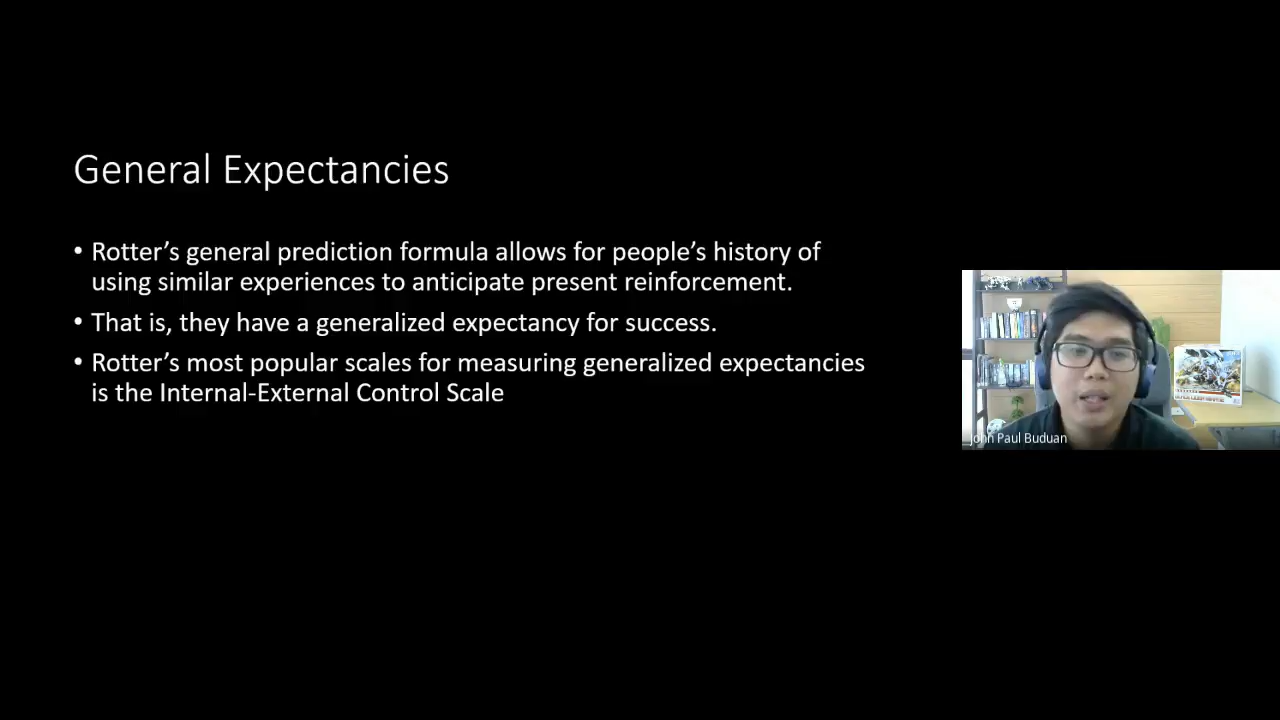 General Expectancies
• Rotter’s general prediction formula allows for people’s history of
using similar experiences to anticipate present reinforcement.
• That is, they have a generalized expectancy for success.
• Rotter’s most popular scales for measuring generalized expectancies
is the Internal-External Control Scale
John Paul Buduan